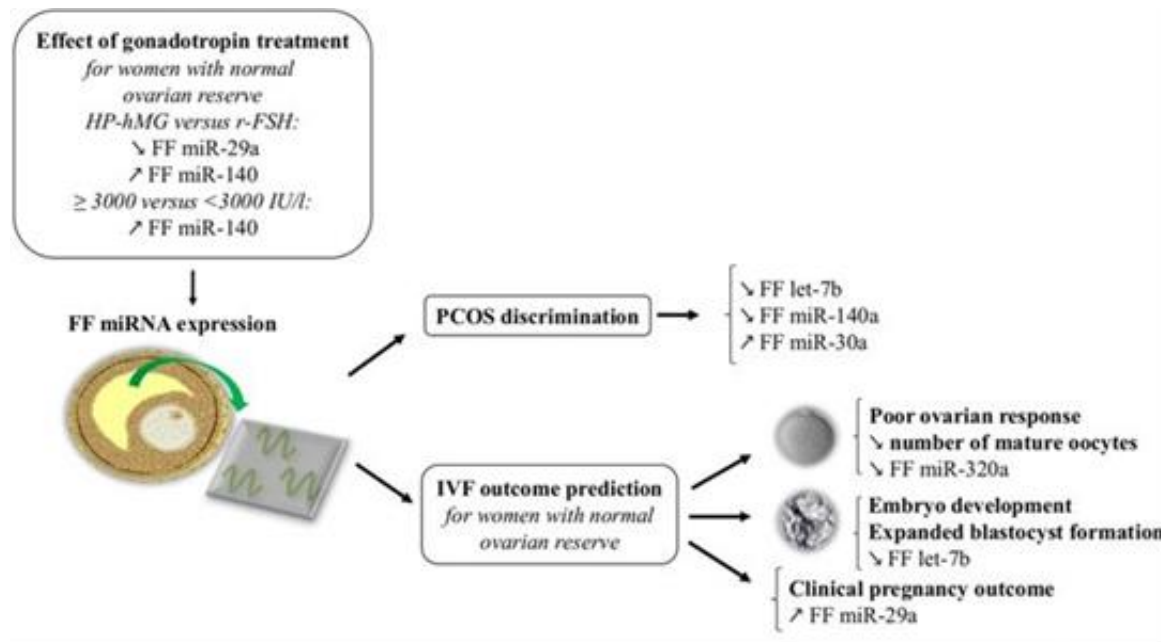 Effect of gonadotropin treatment
for women with normal
ovarian reserve
HP-hMG versus r-FSH:
↘ FF miR-29a
↗ FF miR-140
≥ 3000 versus <3000 IU/l:
↗ FF miR-140
FF miRNA expression
PCOS discrimination
↘ FF let-7b
↘ FF miR-140a
↗ FF miR-30a
IVF outcome prediction
for women with normal
ovarian reserve
Poor ovarian response
↘ number of mature oocytes
↘ FF miR-320a
Embryo development
Expanded blastocyst formation
↘ FF let-7b
Clinical pregnancy outcome
↗ FF miR-29a